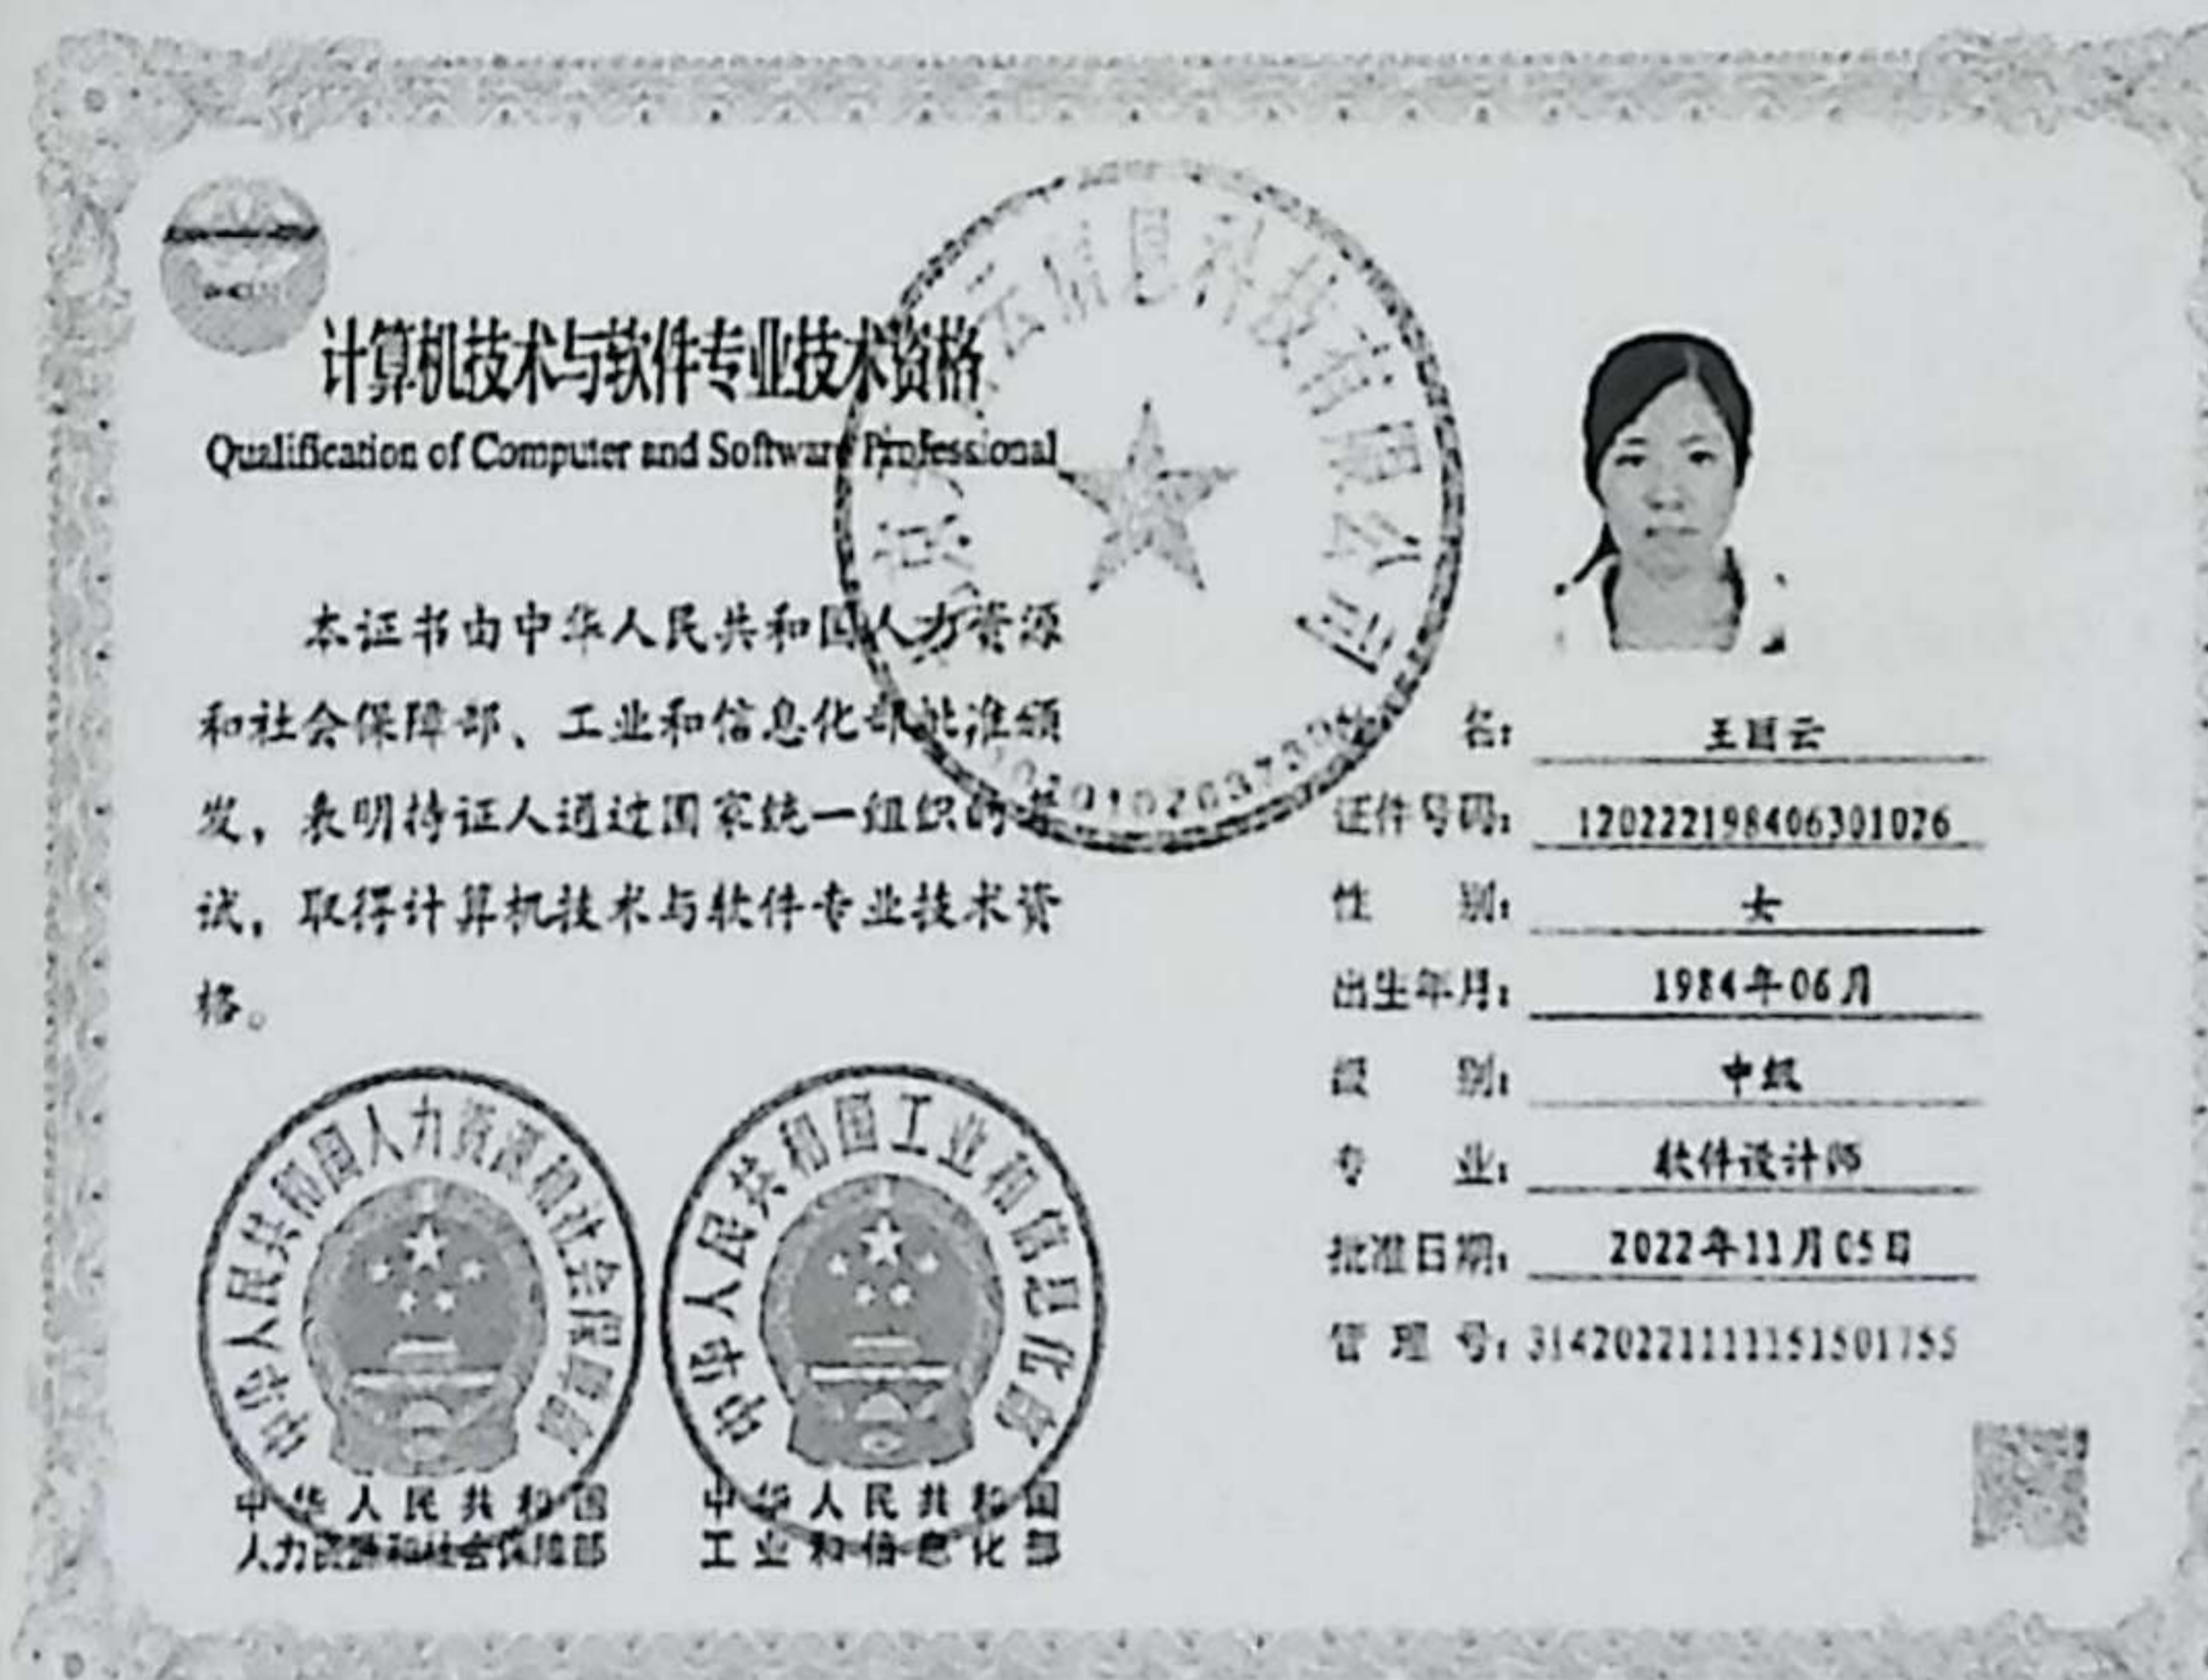 计算机技术与软件专业技术资格
Qualification of Computer and Software Professional
云信息科技有限公司
本证书由中华人民共和国人力资源
和社会保障部、工业和信息化部批准颁
发，表明持证人通过国家统一组织的
试，取得计算机技术与软件专业技术资
格。
名： 王 云
证件号码： 120222198406301026
性 别： 女
出生年月： 1984年06月
级 别： 中级
专 业： 软件设计师
批准日期： 2022年11月05日
管 理 号：
中华人民共和国人力资源和社会保障部
中华人民共和国工业和信息化部
中华人民共和国
人力资源和社会保障部
中华人民共和国
工业和信息化部